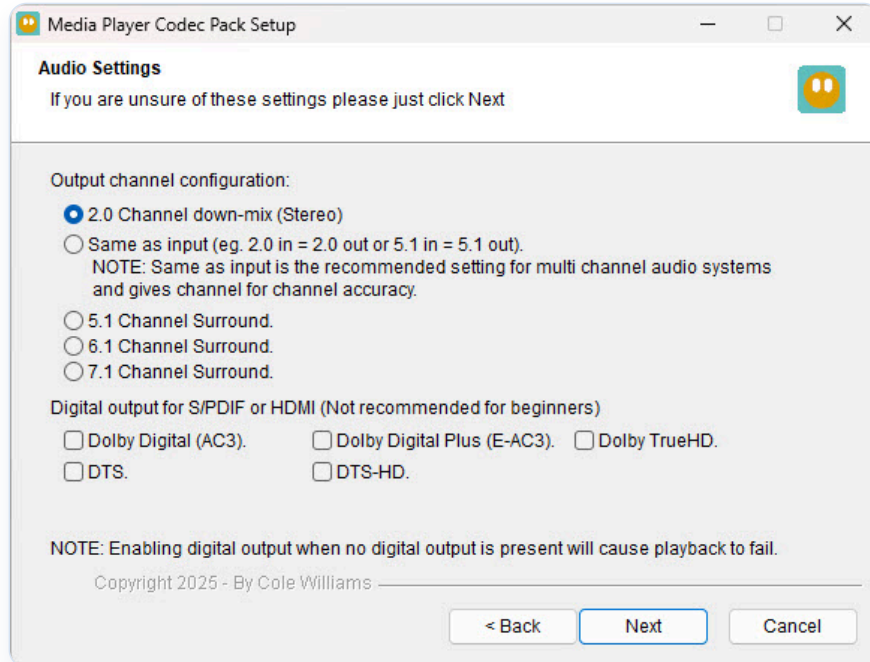 Media Player Codec Pack Setup
Audio Settings
If you are unsure of these settings please just click Next
Output channel configuration:
2.0 Channel down-mix (Stereo)
Same as input (eg. 2.0 in = 2.0 out or 5.1 in = 5.1 out).
NOTE: Same as input is the recommended setting for multi channel audio systems
and gives channel for channel accuracy.
5.1 Channel Surround.
6.1 Channel Surround.
7.1 Channel Surround.
Digital output for S/PDIF or HDMI (Not recommended for beginners)
Dolby Digital (AC3). Dolby Digital Plus (E-AC3). Dolby TrueHD.
DTS. DTS-HD.
NOTE: Enabling digital output when no digital output is present will cause playback to fail.
Copyright 2025 - By Cole Williams
< Back Next Cancel